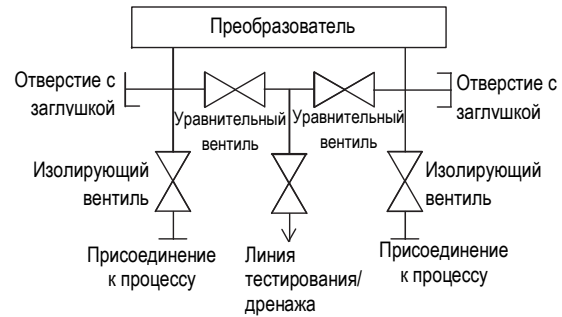 Преобразователь
Отверстие с
заглушкой
Уравнительный
вентиль
Уравнительный
вентиль
Отверстие с
заглушкой
Изолирующий
вентиль
Изолирующий
вентиль
Присоединение
к процессу
Линия
тестирования/
дренажа
Присоединение
к процессу